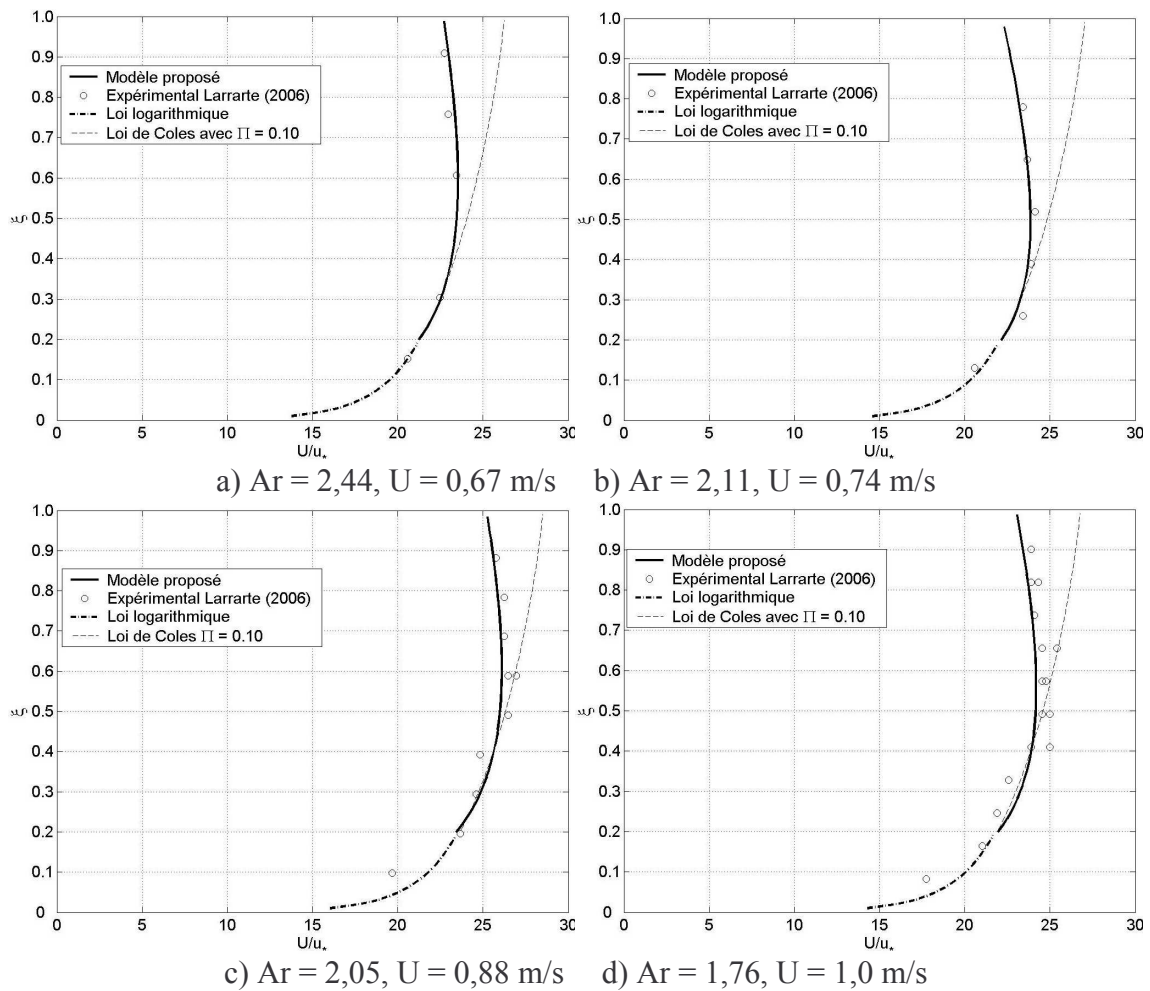 1.0
0.9
0.8
0.7
0.6
0.5
0.4
0.3
0.2
0.1
0
ξ
Modèle proposé
Expérimental Larrarte (2006)
Loi logarithmique
Loi de Coles avec Π = 0.10
0 5 10 15 20 25 30
U/u*
1.0
0.9
0.8
0.7
0.6
0.5
0.4
0.3
0.2
0.1
0
ξ
Modèle proposé
Expérimental Larrarte (2006)
Loi logarithmique
Loi de Coles avec Π = 0.10
0 5 10 15 20 25 30
U/u*
a) Ar = 2,44, U = 0,67 m/s b) Ar = 2,11, U = 0,74 m/s
1.0
0.9
0.8
0.7
0.6
0.5
0.4
0.3
0.2
0.1
0
ξ
Modèle proposé
Expérimental Larrarte (2006)
Loi logarithmique
Loi de Coles Π = 0.10
0 5 10 15 20 25 30
U/u*
1.0
0.9
0.8
0.7
0.6
0.5
0.4
0.3
0.2
0.1
0
ξ
Modèle proposé
Expérimental Larrarte (2006)
Loi logarithmique
Loi de Coles avec Π = 0.10
0 5 10 15 20 25 30
U/u*
c) Ar = 2,05, U = 0,88 m/s d) Ar = 1,76, U = 1,0 m/s